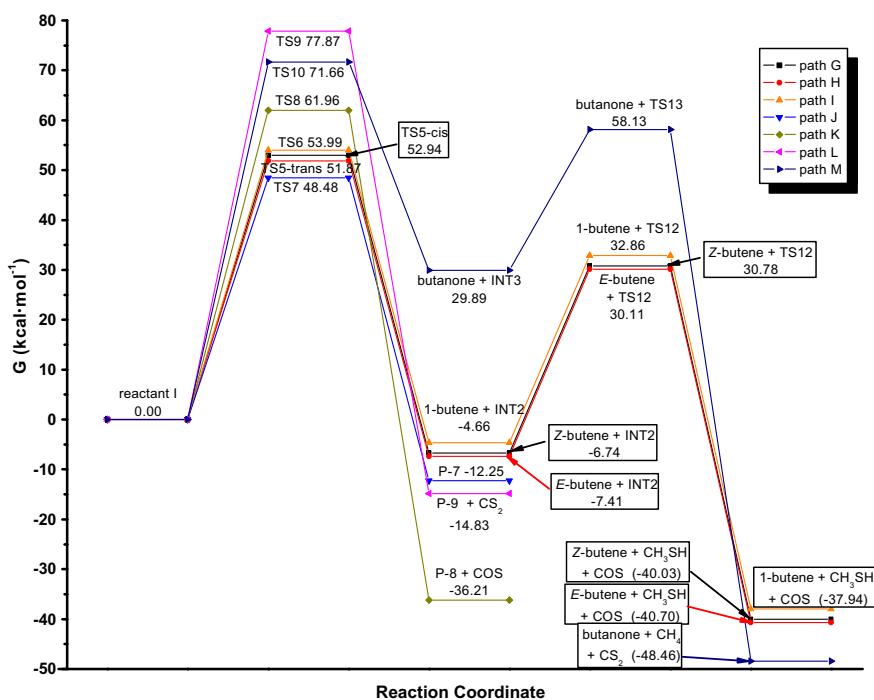 G (kcal·mol⁻¹)
80
70
60
50
40
30
20
10
0
-10
-20
-30
-40
-50
Reaction Coordinate
path G
path H
path I
path J
path K
path L
path M
reactant I
0.00
TS9 77.87
TS10 71.66
TS8 61.96
TS6 53.99
TS5-cis
52.94
TS5-trans 51.87
TS7 48.48
butanone + INT3
29.89
1-butene + INT2
-4.66
Z-butene + INT2
-6.74
E-butene + INT2
-7.41
P-7 -12.25
P-9 + CS₂
-14.83
P-8 + COS
-36.21
butanone + TS13
58.13
1-butene + TS12
32.86
Z-butene + TS12
30.78
E-butene
+ TS12
30.11
Z-butene + CH₃SH
+ COS (-40.03)
1-butene + CH₃SH
+ COS (-37.94)
E-butene + CH₃SH
+ COS (-40.70)
butanone + CH₄
+ CS₂ (-48.46)